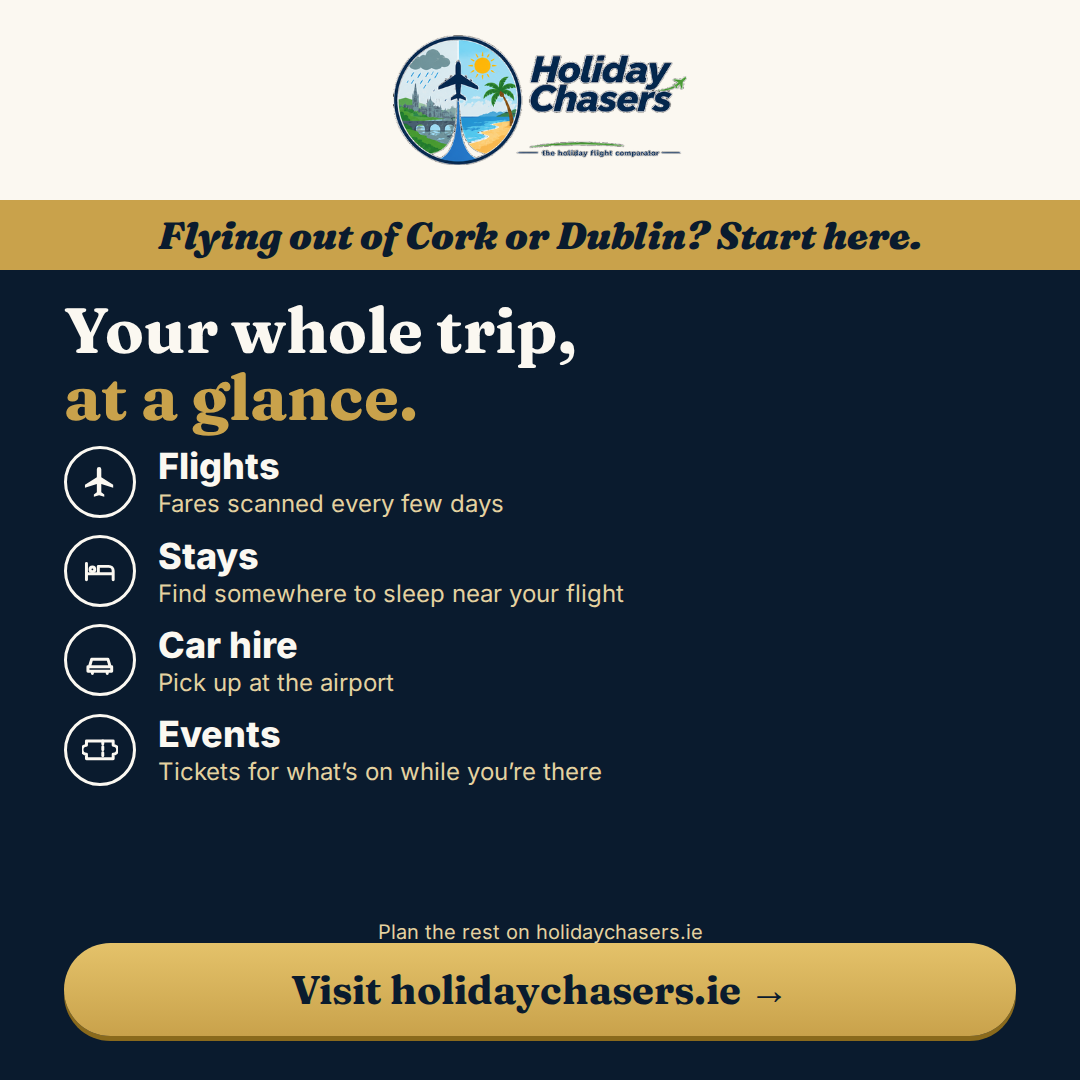 Holiday
Chasers
the holiday flight comparator
Flying out of Cork or Dublin? Start here.
Your whole trip,
at a glance.
Flights
Fares scanned every few days
Stays
Find somewhere to sleep near your flight
Car hire
Pick up at the airport
Events
Tickets for what’s on while you’re there
Plan the rest on holidaychasers.ie
Visit holidaychasers.ie →